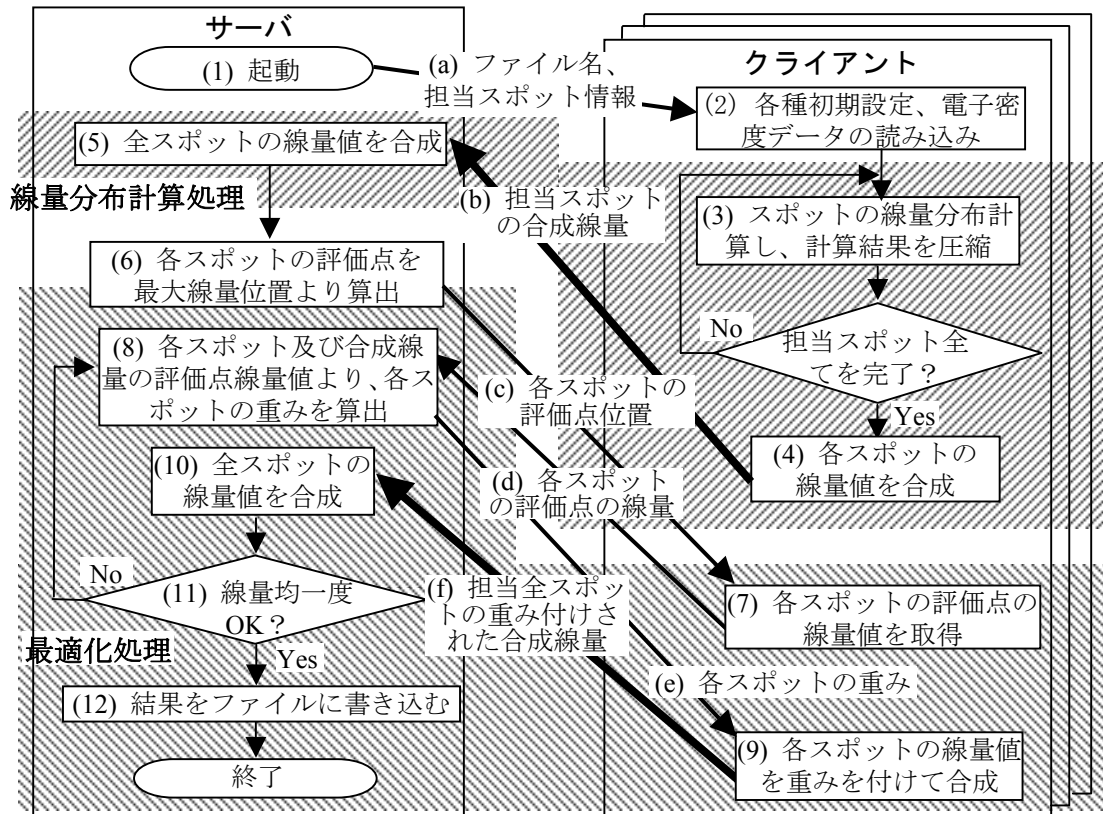 サーバ
(1) 起動
(a) ファイル名、
担当スポット情報
クライアント
(2) 各種初期設定、電子密
度データの読み込み
(5) 全スポットの線量値を合成
線量分布計算処理
(b) 担当スポット
の合成線量
(3) スポットの線量分布計
算し、計算結果を圧縮
(6) 各スポットの評価点を
最大線量位置より算出
No
担当スポット全
てを完了？
Yes
(8) 各スポット及び合成線
量の評価点線量値より、各ス
ポットの重みを算出
(c) 各スポットの
評価点位置
(4) 各スポットの
線量値を合成
(10) 全スポットの
線量値を合成
(d) 各スポット
の評価点の線量
No
(11) 線量均一度
OK？
Yes
(f) 担当全スポッ
トの重み付けさ
れた合成線量
(7) 各スポットの評価点の
線量値を取得
最適化処理
(e) 各スポットの重み
(12) 結果をファイルに書き込む
(9) 各スポットの線量値
を重みを付けて合成
終了